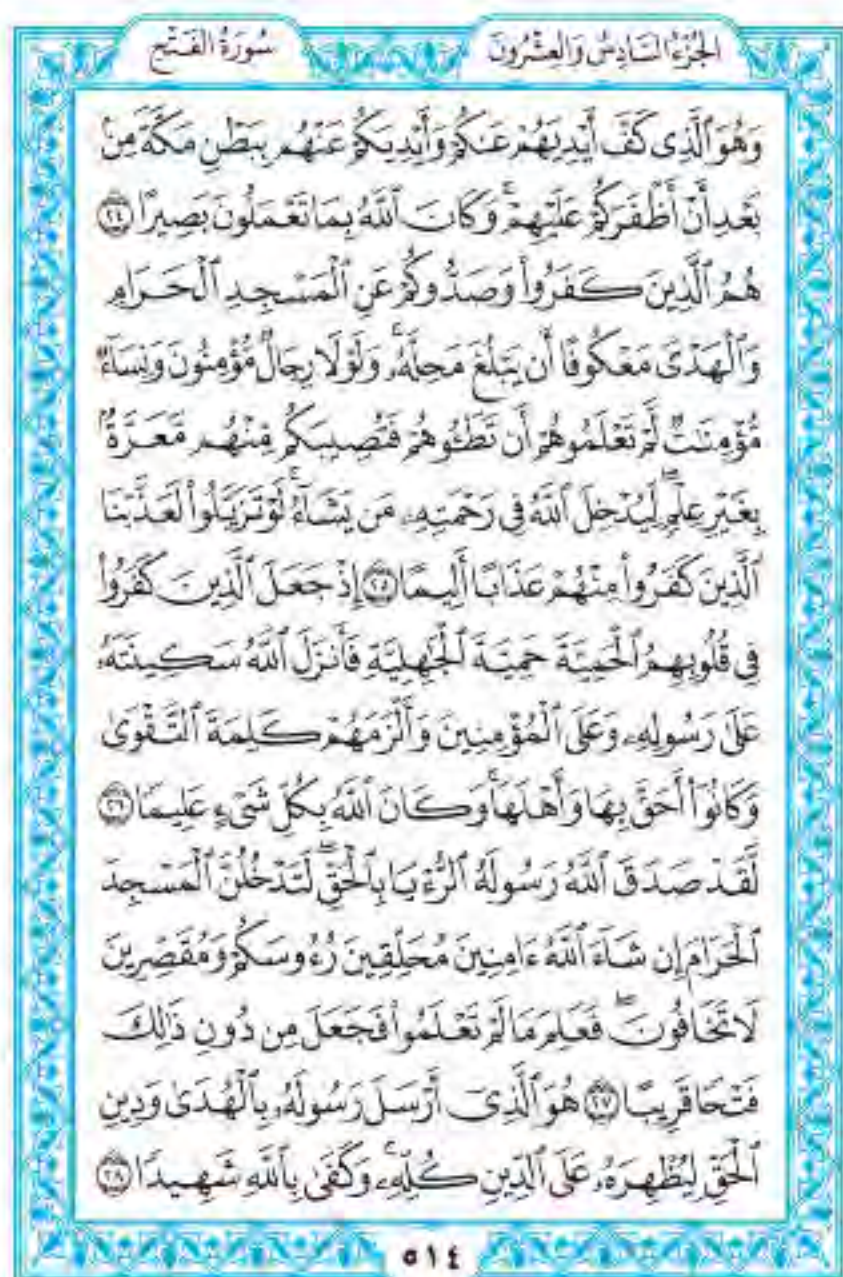 الجُزْءُ السَّادِسُ وَالعِشْرُونَ
سُورَةُ الفَتْحِ
وَهُوَ ٱلَّذِى كَفَّ أَيْدِيَهُمْ عَنكُمْ وَأَيْدِيَكُمْ عَنْهُم بِبَطْنِ مَكَّةَ مِنۢ
بَعْدِ أَنْ أَظْفَرَكُمْ عَلَيْهِمْ ۚ وَكَانَ ٱللَّهُ بِمَا تَعْمَلُونَ بَصِيرًا ٢٤
هُمُ ٱلَّذِينَ كَفَرُوا۟ وَصَدُّوكُمْ عَنِ ٱلْمَسْجِدِ ٱلْحَرَامِ
وَٱلْهَدْىَ مَعْكُوفًا أَن يَبْلُغَ مَحِلَّهُۥ ۚ وَلَوْلَا رِجَالٌ مُّؤْمِنُونَ وَنِسَآءٌ
مُّؤْمِنَـٰتٌ لَّمْ تَعْلَمُوهُمْ أَن تَطَـُٔوهُمْ فَتُصِيبَكُم مِّنْهُم مَّعَرَّةٌۢ
بِغَيْرِ عِلْمٍ ۖ لِّيُدْخِلَ ٱللَّهُ فِى رَحْمَتِهِۦ مَن يَشَآءُ ۚ لَوْ تَزَيَّلُوا۟ لَعَذَّبْنَا
ٱلَّذِينَ كَفَرُوا۟ مِنْهُمْ عَذَابًا أَلِيمًا ٢٥ إِذْ جَعَلَ ٱلَّذِينَ كَفَرُوا۟
فِى قُلُوبِهِمُ ٱلْحَمِيَّةَ حَمِيَّةَ ٱلْجَـٰهِلِيَّةِ فَأَنزَلَ ٱللَّهُ سَكِينَتَهُۥ
عَلَىٰ رَسُولِهِۦ وَعَلَى ٱلْمُؤْمِنِينَ وَأَلْزَمَهُمْ كَلِمَةَ ٱلتَّقْوَىٰ
وَكَانُوٓا۟ أَحَقَّ بِهَا وَأَهْلَهَا ۚ وَكَانَ ٱللَّهُ بِكُلِّ شَىْءٍ عَلِيمًا ٢٦
لَّقَدْ صَدَقَ ٱللَّهُ رَسُولَهُ ٱلرُّءْيَا بِٱلْحَقِّ ۖ لَتَدْخُلُنَّ ٱلْمَسْجِدَ
ٱلْحَرَامَ إِن شَآءَ ٱللَّهُ ءَامِنِينَ مُحَلِّقِينَ رُءُوسَكُمْ وَمُقَصِّرِينَ
لَا تَخَافُونَ ۖ فَعَلِمَ مَا لَمْ تَعْلَمُوا۟ فَجَعَلَ مِن دُونِ ذَٰلِكَ
فَتْحًا قَرِيبًا ٢٧ هُوَ ٱلَّذِىٓ أَرْسَلَ رَسُولَهُۥ بِٱلْهُدَىٰ وَدِينِ
ٱلْحَقِّ لِيُظْهِرَهُۥ عَلَى ٱلدِّينِ كُلِّهِۦ ۚ وَكَفَىٰ بِٱللَّهِ شَهِيدًا ٢٨
٥١٤